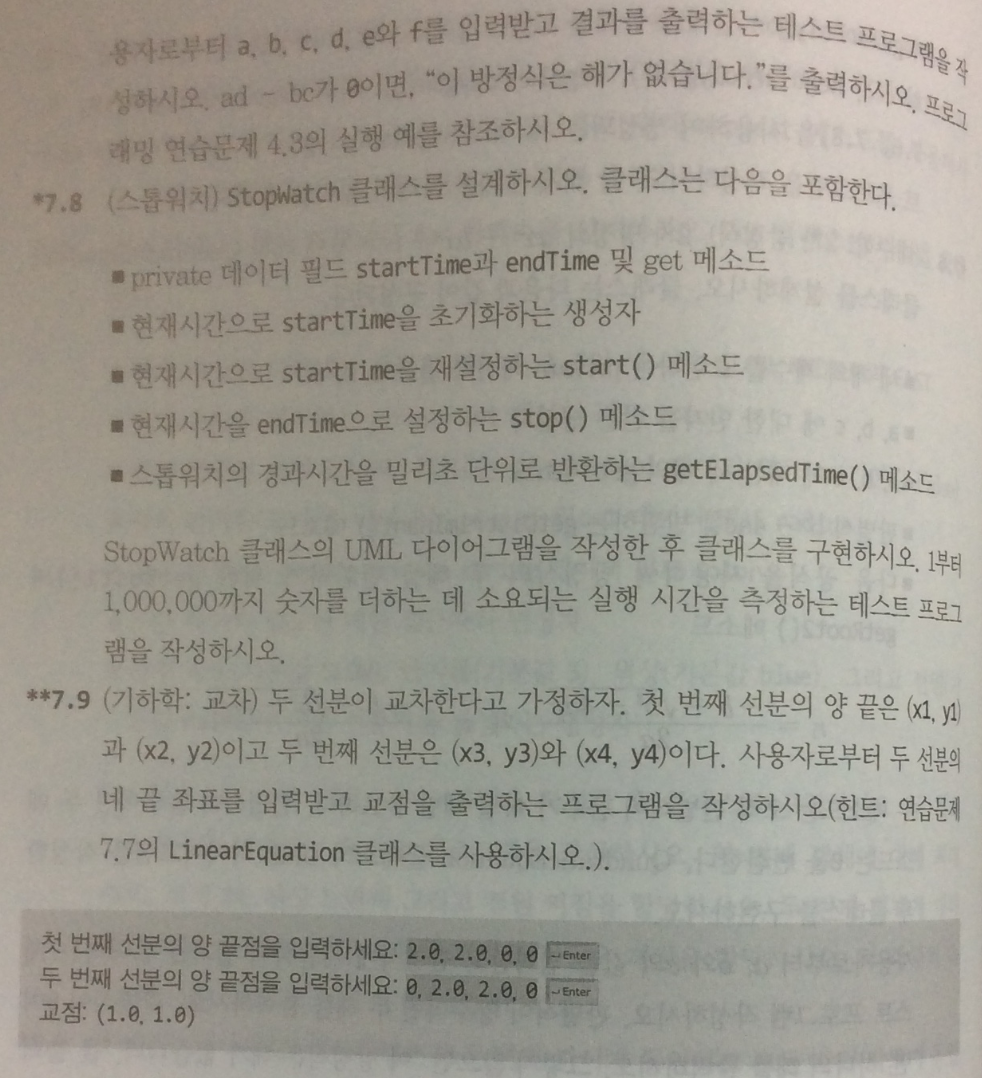 용자로부터 a, b, c, d, e와 f를 입력받고 결과를 출력하는 테스트 프로그램을 작
성하시오. ad - bc가 0이면, “이 방정식은 해가 없습니다.”를 출력하시오. 프로그
래밍 연습문제 4.3의 실행 예를 참조하시오.
*7.8 (스톱워치) StopWatch 클래스를 설계하시오. 클래스는 다음을 포함한다.
■ private 데이터 필드 startTime과 endTime 및 get 메소드
■ 현재시간으로 startTime을 초기화하는 생성자
■ 현재시간으로 startTime을 재설정하는 start() 메소드
■ 현재시간을 endTime으로 설정하는 stop() 메소드
■ 스톱워치의 경과시간을 밀리초 단위로 반환하는 getElapsedTime() 메소드
StopWatch 클래스의 UML 다이어그램을 작성한 후 클래스를 구현하시오. 1부터
1,000,000까지 숫자를 더하는 데 소요되는 실행 시간을 측정하는 테스트 프로그
램을 작성하시오.
**7.9 (기하학: 교차) 두 선분이 교차한다고 가정하자. 첫 번째 선분의 양 끝은 (x1, y1)
과 (x2, y2)이고 두 번째 선분은 (x3, y3)와 (x4, y4)이다. 사용자로부터 두 선분의
네 끝 좌표를 입력받고 교점을 출력하는 프로그램을 작성하시오(힌트: 연습문제
7.7의 LinearEquation 클래스를 사용하시오.).
첫 번째 선분의 양 끝점을 입력하세요: 2.0, 2.0, 0, 0 ↵Enter
두 번째 선분의 양 끝점을 입력하세요: 0, 2.0, 2.0, 0 ↵Enter
교점: (1.0, 1.0)